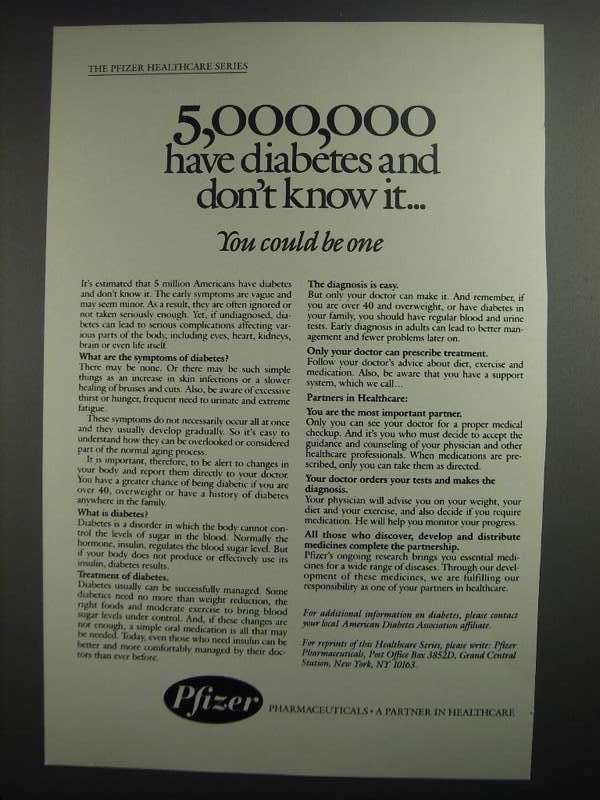 THE PFIZER HEALTHCARE SERIES
5,000,000
have diabetes and
don't know it...
You could be one
It's estimated that 5 million Americans have diabetes
and don't know it. The early symptoms are vague and
may seem minor. As a result, they are often ignored or
not taken seriously enough. Yet, if undiagnosed, dia-
betes can lead to serious complications affecting var-
ious parts of the body, including eyes, heart, kidneys,
brain or even life itself.
What are the symptoms of diabetes?
There may be none. Or there may be such simple
things as an increase in skin infections or a slower
healing of bruises and cuts. Also, be aware of excessive
thirst or hunger, frequent need to urinate and extreme
fatigue.
These symptoms do not necessarily occur all at once
and they usually develop gradually. So it's easy to
understand how they can be overlooked or considered
part of the normal aging process.
It is important, therefore, to be alert to changes in
your body and report them directly to your doctor.
You have a greater chance of being diabetic if you are
over 40, overweight or have a history of diabetes
anywhere in the family.
What is diabetes?
Diabetes is a disorder in which the body cannot con-
trol the levels of sugar in the blood. Normally the
hormone, insulin, regulates the blood sugar level. But
if your body does not produce or effectively use its
insulin, diabetes results.
Treatment of diabetes.
Diabetes usually can be successfully managed. Some
diabetics need no more than weight reduction, the
right foods and moderate exercise to bring blood
sugar levels under control. And, if these changes are
not enough, a simple oral medication is all that may
be needed. Today, even those who need insulin can be
better and more comfortably managed by their doc-
tors than ever before.
The diagnosis is easy.
But only your doctor can make it. And remember, if
you are over 40 and overweight, or have diabetes in
your family, you should have regular blood and urine
tests. Early diagnosis in adults can lead to better man-
agement and fewer problems later on.
Only your doctor can prescribe treatment.
Follow your doctor's advice about diet, exercise and
medication. Also, be aware that you have a support
system, which we call...
Partners in Healthcare:
You are the most important partner.
Only you can see your doctor for a proper medical
checkup. And it's you who must decide to accept the
guidance and counseling of your physician and other
healthcare professionals. When medications are pre-
scribed, only you can take them as directed.
Your doctor orders your tests and makes the
diagnosis.
Your physician will advise you on your weight, your
diet and your exercise, and also decide if you require
medication. He will help you monitor your progress.
All those who discover, develop and distribute
medicines complete the partnership.
Pfizer's ongoing research brings you essential medi-
cines for a wide range of diseases. Through our devel-
opment of these medicines, we are fulfilling our
responsibility as one of your partners in healthcare.
For additional information on diabetes, please contact
your local American Diabetes Association affiliate.
For reprints of this Healthcare Series, please write: Pfizer
Pharmaceuticals, Post Office Box 3852D, Grand Central
Station, New York, NY 10163.
Pfizer PHARMACEUTICALS • A PARTNER IN HEALTHCARE